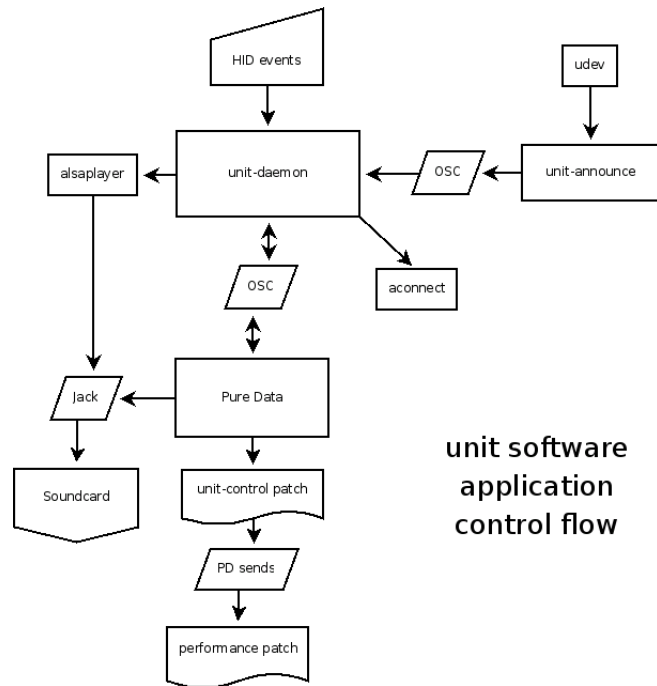 HID events
udev
alsaplayer
unit-daemon
OSC
unit-announce
OSC
aconnect
Jack
Pure Data
unit software
application
control flow
Soundcard
unit-control patch
PD sends
performance patch